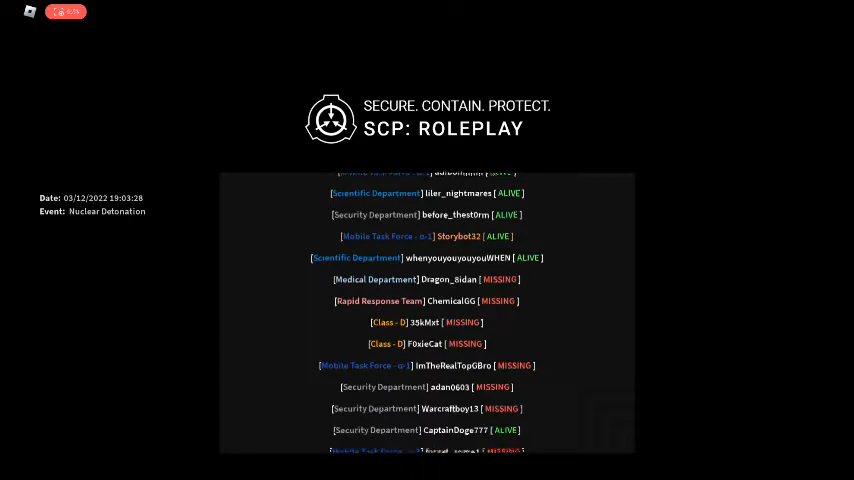 SECURE. CONTAIN. PROTECT.
SCP: ROLEPLAY
Date: 03/12/2022 19:03:28
Event: Nuclear Detonation
[Scientific Department] liler_nightmares [ ALIVE ]
[Security Department] before_thest0rm [ ALIVE ]
[Mobile Task Force - α-1] Storybot32 [ ALIVE ]
[Scientific Department] whenyouyouyouyouWHEN [ ALIVE ]
[Medical Department] Dragon_8idan [ MISSING ]
[Rapid Response Team] ChemicalGG [ MISSING ]
[Class - D] 35kMxt [ MISSING ]
[Class - D] F0xieCat [ MISSING ]
[Mobile Task Force - α-1] ImTheRealTopGBro [ MISSING ]
[Security Department] adan0603 [ MISSING ]
[Security Department] Warcraftboy13 [ MISSING ]
[Security Department] CaptainDoge777 [ ALIVE ]